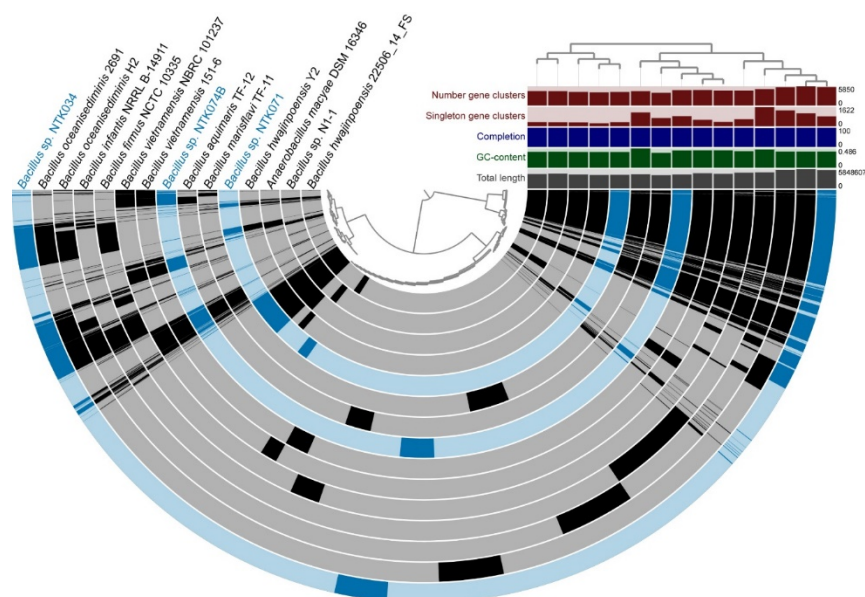 Bacillus sp. NTK034
Bacillus oceanisediminis 2691
Bacillus oceanisediminis H2
Bacillus infantis NRRL B-14911
Bacillus firmus NCTC 10335
Bacillus vietnamensis NBRC 101237
Bacillus vietnamensis 151-6
Bacillus sp. NTK074B
Bacillus aquimaris TF-12
Bacillus marisflavi TF-11
Bacillus sp. NTK071
Bacillus hwajinpoensis Y2
Anaerobacillus macyae DSM 16346
Bacillus sp. N1-1
Bacillus hwajinpoensis 22506_14_FS
Number gene clusters
5850
0
Singleton gene clusters
1622
0
Completion
100
0
GC-content
0.486
0
Total length
5848607
0